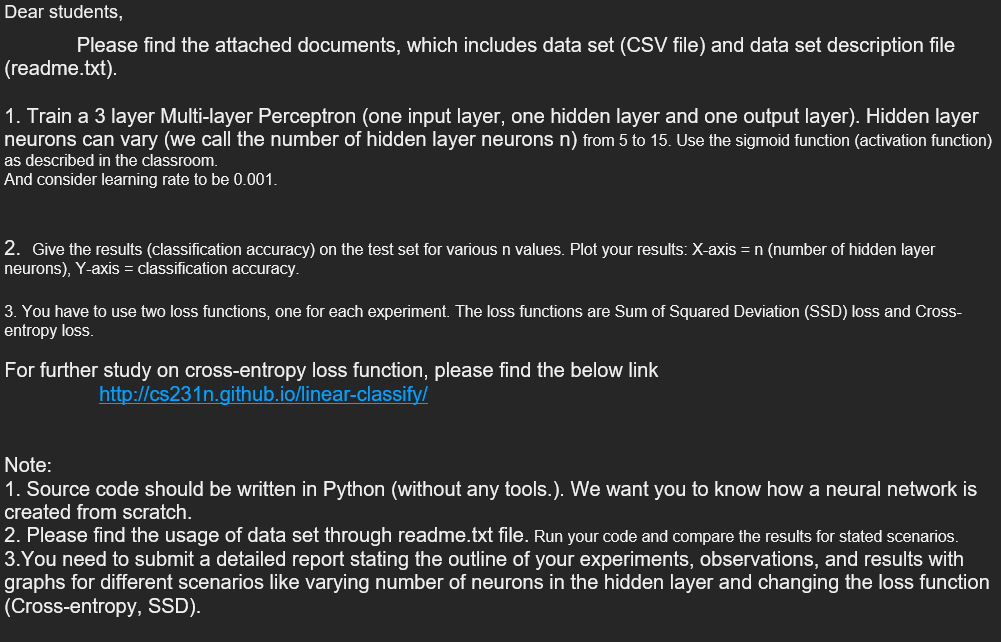 Dear students,
Please find the attached documents, which includes data set (CSV file) and data set description file
(readme.txt).
1. Train a 3 layer Multi-layer Perceptron (one input layer, one hidden layer and one output layer). Hidden layer
neurons can vary (we call the number of hidden layer neurons n) from 5 to 15. Use the sigmoid function (activation function)
as described in the classroom.
And consider learning rate to be 0.001.
2. Give the results (classification accuracy) on the test set for various n values. Plot your results: X-axis = n (number of hidden layer
neurons), Y-axis = classification accuracy.
3. You have to use two loss functions, one for each experiment. The loss functions are Sum of Squared Deviation (SSD) loss and Cross-
entropy loss.
For further study on cross-entropy loss function, please find the below link
http://cs231n.github.io/linear-classify/
Note:
1. Source code should be written in Python (without any tools.). We want you to know how a neural network is
created from scratch.
2. Please find the usage of data set through readme.txt file. Run your code and compare the results for stated scenarios.
3.You need to submit a detailed report stating the outline of your experiments, observations, and results with
graphs for different scenarios like varying number of neurons in the hidden layer and changing the loss function
(Cross-entropy, SSD).